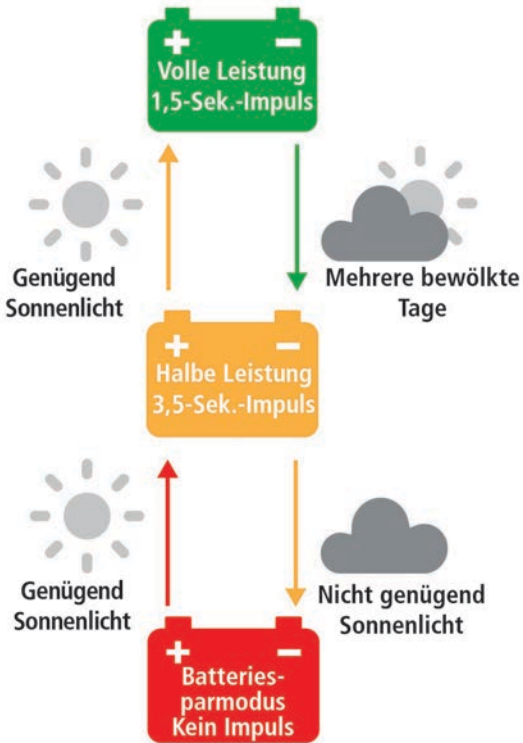 + −
Volle Leistung
1,5-Sek.-Impuls
Genügend
Sonnenlicht
Mehrere bewölkte
Tage
+ −
Halbe Leistung
3,5-Sek.-Impuls
Genügend
Sonnenlicht
Nicht genügend
Sonnenlicht
+ −
Batteries-
parmodus
Kein Impuls